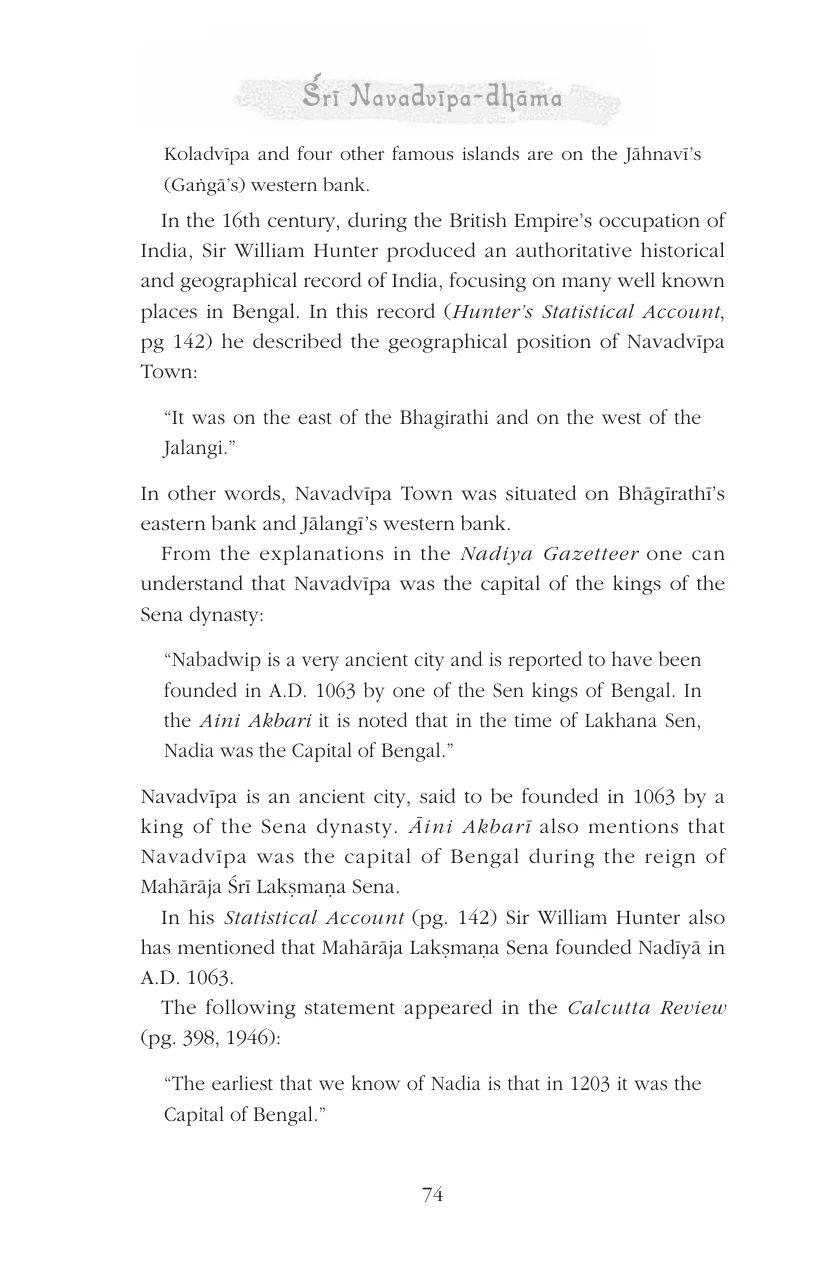 Śrī Navadvīpa-dhāma
Koladvīpa and four other famous islands are on the Jāhnavī’s
(Gaṅgā’s) western bank.
In the 16th century, during the British Empire’s occupation of
India, Sir William Hunter produced an authoritative historical
and geographical record of India, focusing on many well known
places in Bengal. In this record (Hunter’s Statistical Account,
pg 142) he described the geographical position of Navadvīpa
Town:
“It was on the east of the Bhagirathi and on the west of the
Jalangi.”
In other words, Navadvīpa Town was situated on Bhāgīrathī’s
eastern bank and Jālangī’s western bank.
From the explanations in the Nadiya Gazetteer one can
understand that Navadvīpa was the capital of the kings of the
Sena dynasty:
“Nabadwip is a very ancient city and is reported to have been
founded in A.D. 1063 by one of the Sen kings of Bengal. In
the Aini Akbari it is noted that in the time of Lakhana Sen,
Nadia was the Capital of Bengal.”
Navadvīpa is an ancient city, said to be founded in 1063 by a
king of the Sena dynasty. Āini Akbarī also mentions that
Navadvīpa was the capital of Bengal during the reign of
Mahārāja Śrī Lakṣmaṇa Sena.
In his Statistical Account (pg. 142) Sir William Hunter also
has mentioned that Mahārāja Lakṣmaṇa Sena founded Nadīyā in
A.D. 1063.
The following statement appeared in the Calcutta Review
(pg. 398, 1946):
“The earliest that we know of Nadia is that in 1203 it was the
Capital of Bengal.”
74